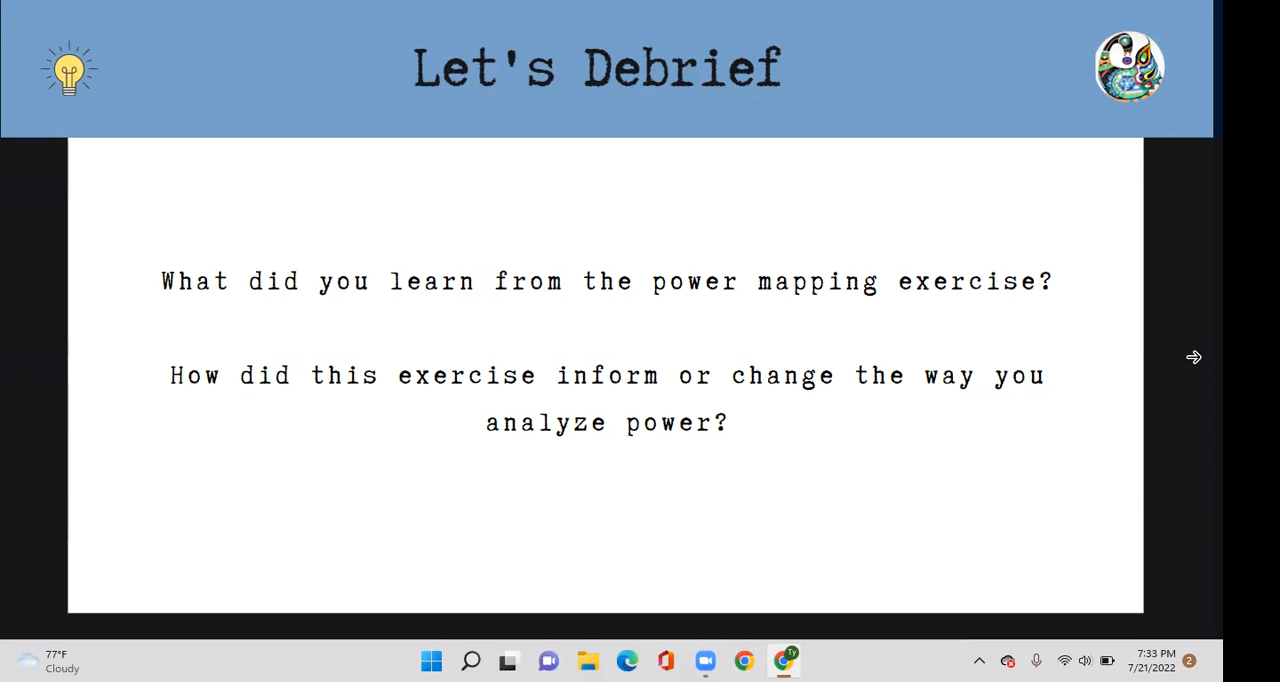 Let's Debrief
What did you learn from the power mapping exercise?
How did this exercise inform or change the way you
analyze power?
77°F
Cloudy
Ty
7:33 PM
7/21/2022
2